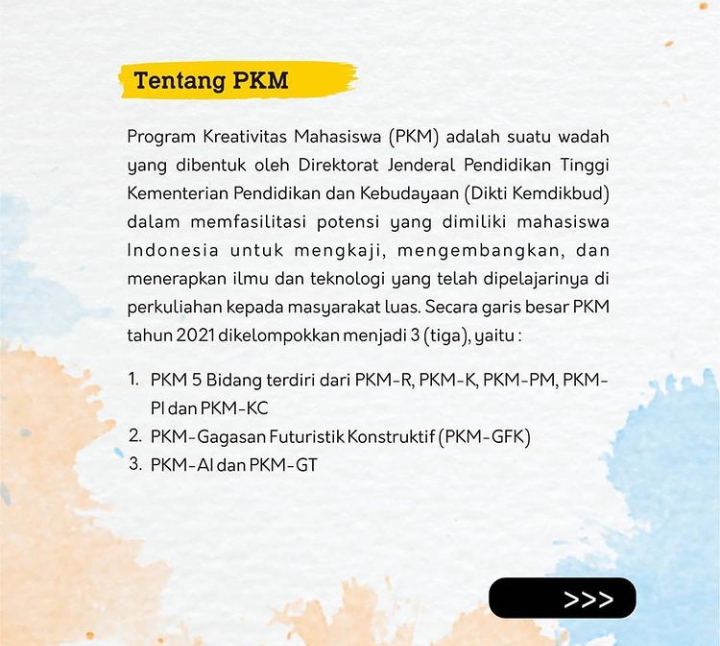 Tentang PKM
Program Kreativitas Mahasiswa (PKM) adalah suatu wadah
yang dibentuk oleh Direktorat Jenderal Pendidikan Tinggi
Kementerian Pendidikan dan Kebudayaan (Dikti Kemdikbud)
dalam memfasilitasi potensi yang dimiliki mahasiswa
Indonesia untuk mengkaji, mengembangkan, dan
menerapkan ilmu dan teknologi yang telah dipelajarinya di
perkuliahan kepada masyarakat luas. Secara garis besar PKM
tahun 2021 dikelompokkan menjadi 3 (tiga), yaitu :
1. PKM 5 Bidang terdiri dari PKM-R, PKM-K, PKM-PM, PKM-
PI dan PKM-KC
2. PKM-Gagasan Futuristik Konstruktif (PKM-GFK)
3. PKM-AI dan PKM-GT
>>>